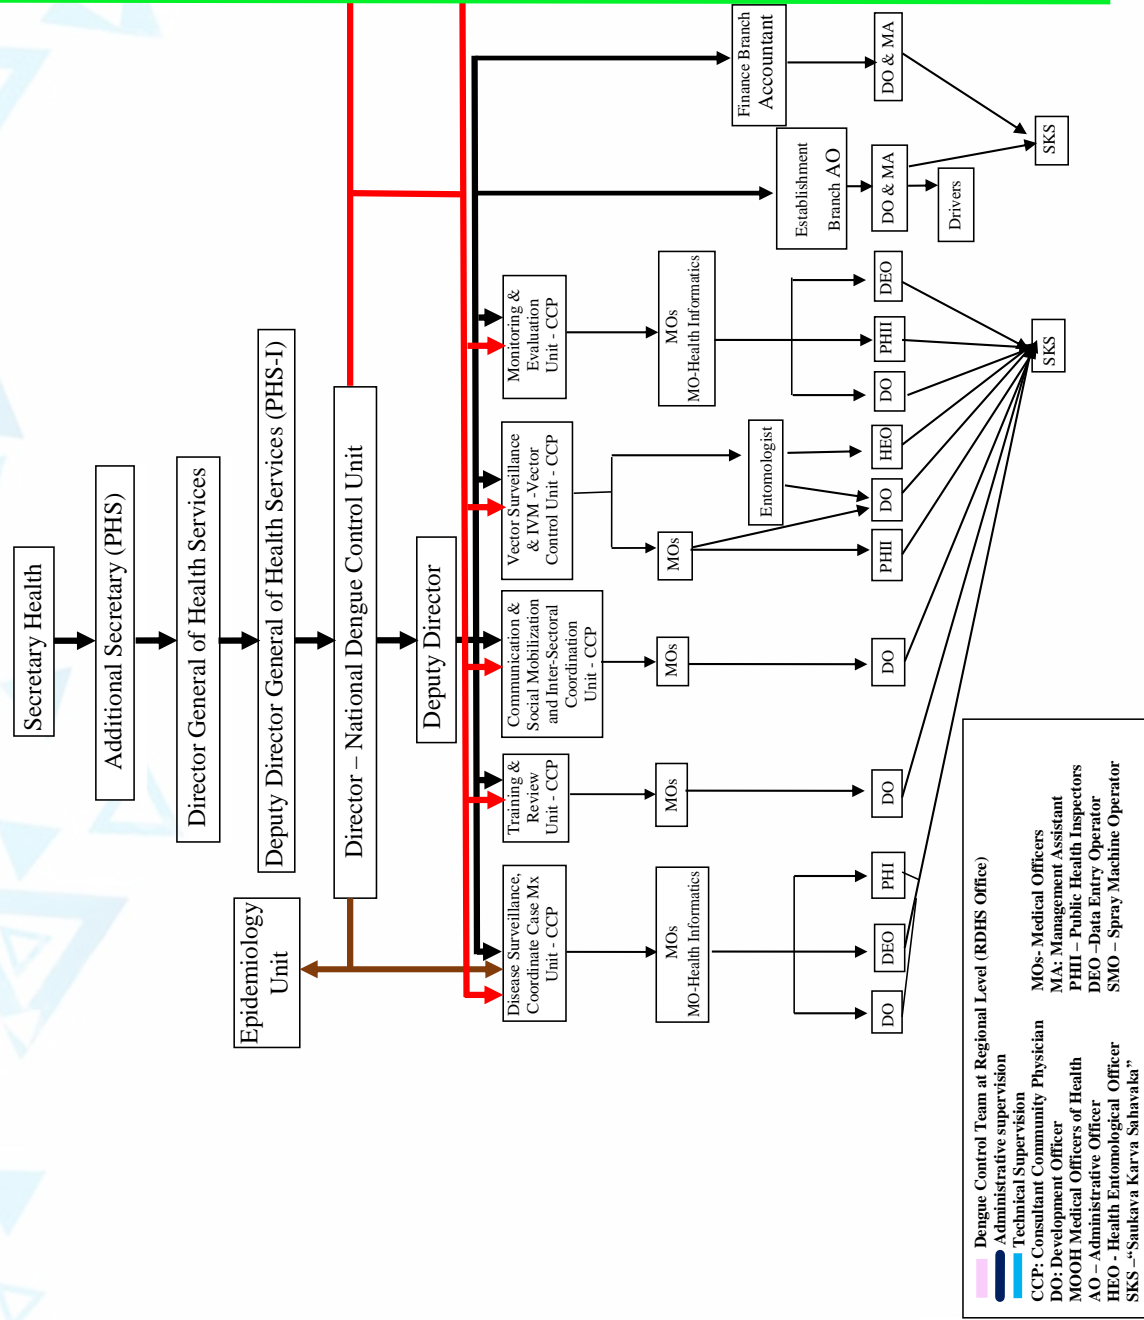 Secretary Health
Additional Secretary (PHS)
Director General of Health Services
Deputy Director General of Health Services (PHS-I)
Epidemiology
Unit
Director – National Dengue Control Unit
Deputy Director
Disease Surveillance,
Coordinate Case Mx
Unit - CCP
Training &
Review
Unit - CCP
Communication &
Social Mobilization
and Inter-Sectoral
Coordination
Unit - CCP
Vector Surveillance
& IVM -Vector
Control Unit - CCP
Monitoring &
Evaluation
Unit - CCP
Establishment
Branch AO
Finance Branch
Accountant
MOs
MO-Health Informatics
MOs
MOs
MOs
Entomologist
MOs
MO-Health Informatics
DO
DEO
PHI
DO
DO
PHII
DO
HEO
DO
PHII
DEO
DO & MA
DO & MA
Drivers
SKS
SKS
Dengue Control Team at Regional Level (RDHS Office)
Administrative supervision
Technical Supervision
CCP: Consultant Community Physician
DO: Development Officer
MOOH Medical Officers of Health
AO – Administrative Officer
HEO - Health Entomological Officer
SKS –“Saukava Karva Sahavaka”
MOs- Medical Officers
MA: Management Assistant
PHII – Public Health Inspectors
DEO –Data Entry Operator
SMO – Spray Machine Operator